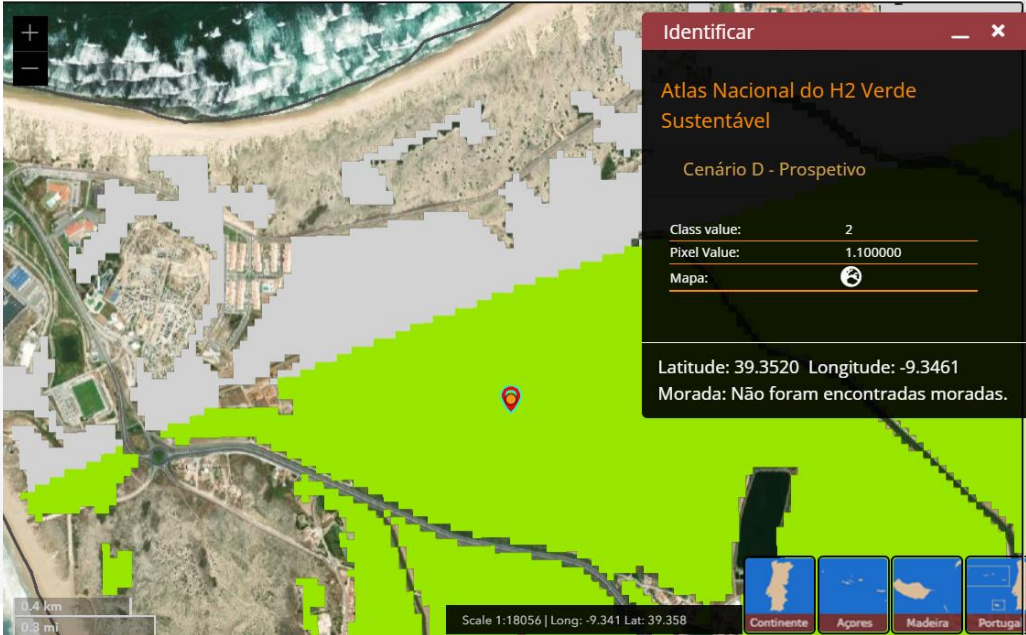 +
−
Identificar
Atlas Nacional do H2 Verde
Sustentável
Cenário D - Prospetivo
Class value: 2
Pixel Value: 1.100000
Mapa:
Latitude: 39.3520 Longitude: -9.3461
Morada: Não foram encontradas moradas.
0.4 km
0.3 mi
Scale 1:18056 | Long: -9.341 Lat: 39.358
Continente
Açores
Madeira
Portugal